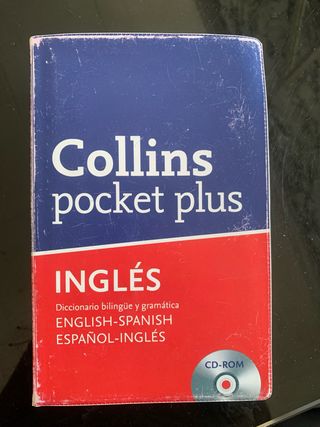 Collins
pocket plus
INGLÉS
Diccionario bilingüe y gramática
ENGLISH-SPANISH
ESPAÑOL-INGLÉS
CD-ROM